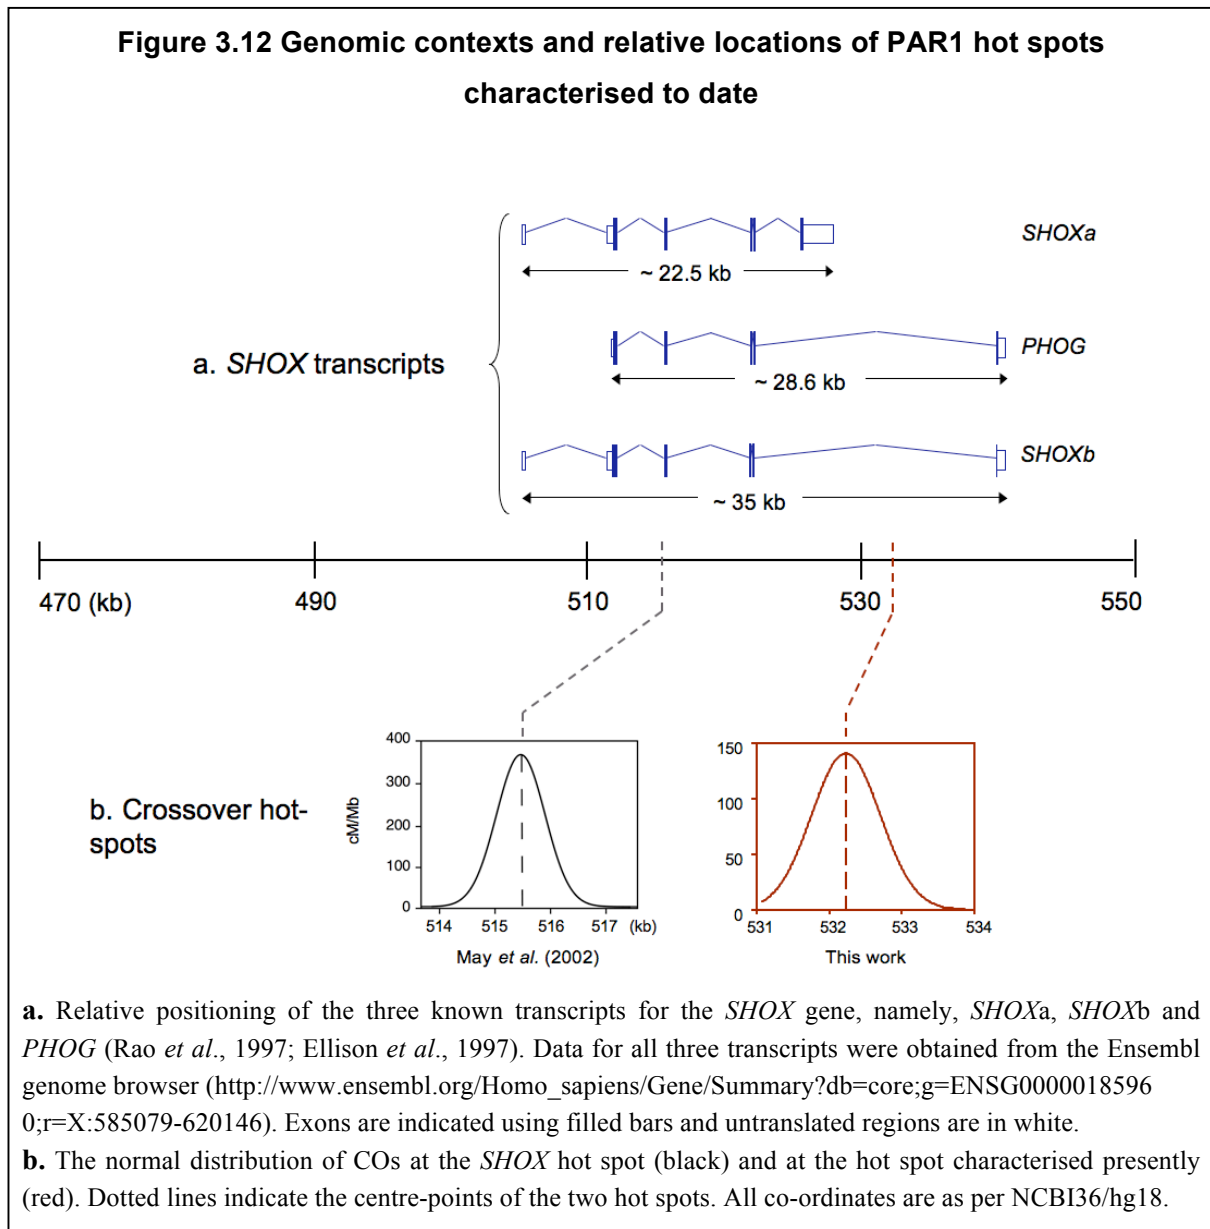 Figure 3.12 Genomic contexts and relative locations of PAR1 hot spots
characterised to date
SHOXa
~ 22.5 kb
a. SHOX transcripts
PHOG
~ 28.6 kb
SHOXb
~ 35 kb
470 (kb) 490 510 530 550
b. Crossover hot-
spots
cM/Mb
400
300
200
100
0
514 515 516 517 (kb)
May et al. (2002)
150
100
50
0
531 532 533 534
This work
a. Relative positioning of the three known transcripts for the SHOX gene, namely, SHOXa, SHOXb and
PHOG (Rao et al., 1997; Ellison et al., 1997). Data for all three transcripts were obtained from the Ensembl
genome browser (http://www.ensembl.org/Homo_sapiens/Gene/Summary?db=core;g=ENSG0000018596
0;r=X:585079-620146). Exons are indicated using filled bars and untranslated regions are in white.
b. The normal distribution of COs at the SHOX hot spot (black) and at the hot spot characterised presently
(red). Dotted lines indicate the centre-points of the two hot spots. All co-ordinates are as per NCBI36/hg18.